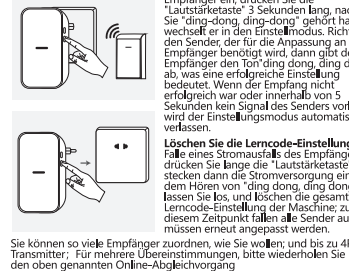 Empfänger ein, drücken Sie die
"Lautstärketaste" 3 Sekunden lang, nac
Sie "ding-dong, ding-dong" gehört ha
wechselt er in den Einstellmodus. Richt
den Sender, der für die Anpassung an
Empfänger benötigt wird, dann gibt de
Empfänger den Ton"ding dong, ding d
ab, was eine erfolgreiche Einstellung
bedeutet. Wenn der Empfang nicht
erfolgreich war oder innerhalb von 5
Sekunden kein Signal des Senders vorl
wird der Einstellungsmodus automatis
verlassen.
Löschen Sie die Lerncode-Einstellung
Falle eines Stromausfalls des Empfänge
drücken Sie lange die "Lautstärketaste
stecken dann die Stromversorgung ein
dem Hören von "ding dong, ding dong
lassen Sie los, und löschen die gesamt
Lerncode-Einstellung der Maschine; zu
diesem Zeitpunkt fallen alle Sender au
müssen erneut angepasst werden.
Sie können so viele Empfänger zuordnen, wie Sie wollen; und bis zu 4
Transmitter; Für mehrere Übereinstimmungen, bitte wiederholen Sie
den oben genannten Online-Abgleichvorgang